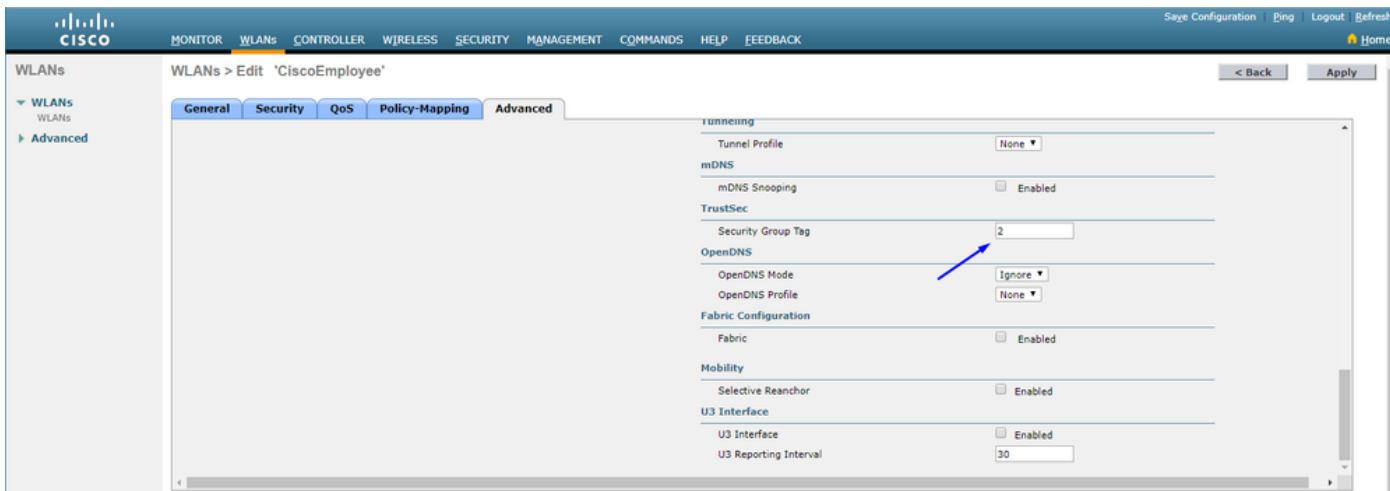 Save Configuration | Ping | Logout | Refresh
CISCO MONITOR WLANs CONTROLLER WIRELESS SECURITY MANAGEMENT COMMANDS HELP FEEDBACK Home
WLANs WLANs > Edit 'CiscoEmployee' < Back Apply
WLANs
WLANs
Advanced
General Security QoS Policy-Mapping Advanced
Tunneling
Tunnel Profile None
mDNS
mDNS Snooping Enabled
TrustSec
Security Group Tag 2
OpenDNS
OpenDNS Mode Ignore
OpenDNS Profile None
Fabric Configuration
Fabric Enabled
Mobility
Selective Reanchor Enabled
U3 Interface
U3 Interface Enabled
U3 Reporting Interval 30